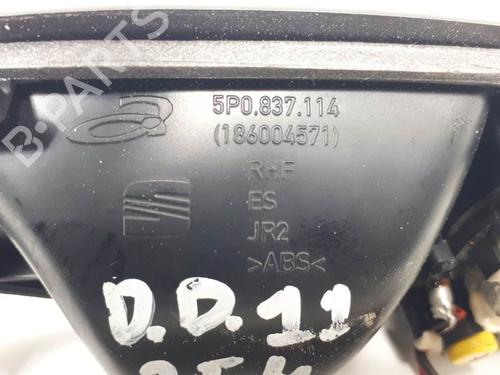 B-PARTS
5P0.837.114
(186004571)
RHF
ES
JR2
>ABS<
D.D.11